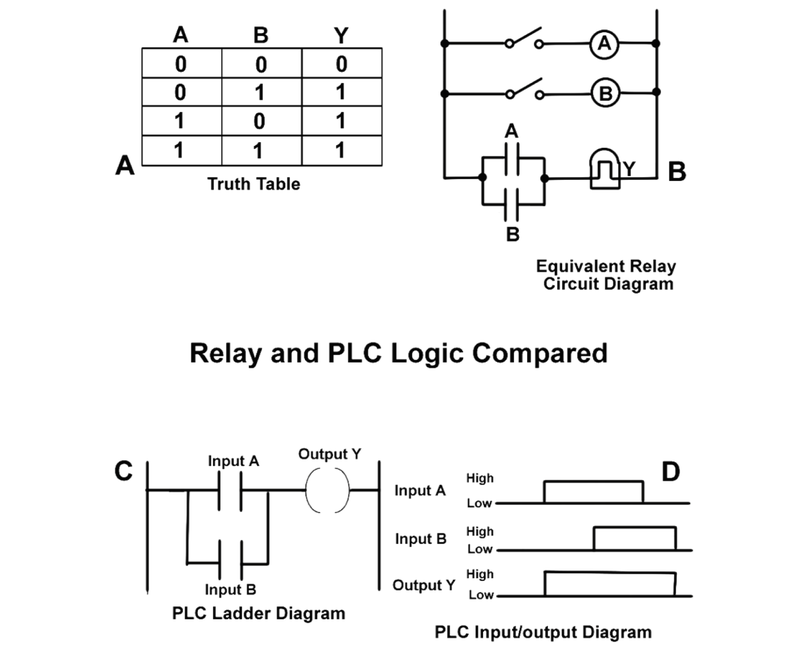 A B Y
0 0 0
0 1 1
1 0 1
1 1 1
A
Truth Table
A
B
A
Y
B
B
Equivalent Relay
Circuit Diagram
Relay and PLC Logic Compared
C
Input A
Output Y
Input B
PLC Ladder Diagram
D
Input A
High
Low
Input B
High
Low
Output Y
High
Low
PLC Input/output Diagram